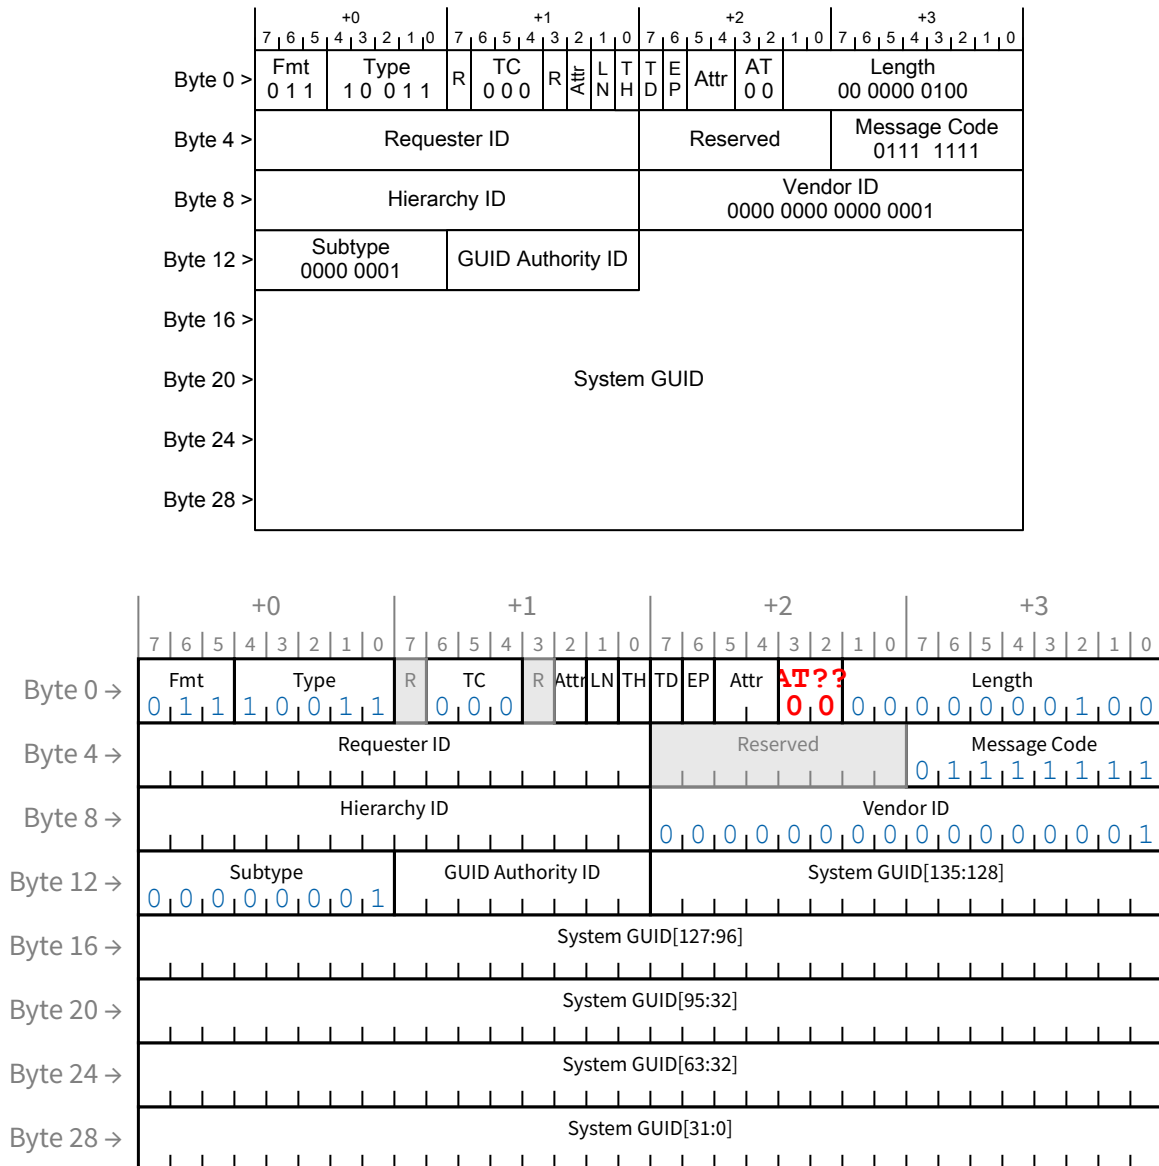 +0 +1 +2 +3
7 6 5 4 3 2 1 0 7 6 5 4 3 2 1 0 7 6 5 4 3 2 1 0 7 6 5 4 3 2 1 0
Byte 0 > Fmt Type R TC R Attr LN TH TD EP Attr AT Length
0 1 1 1 0 0 1 1 0 0 0 0 0 00 0000 0100
Byte 4 > Requester ID Reserved Message Code
0111 1111
Byte 8 > Hierarchy ID Vendor ID
0000 0000 0000 0001
Byte 12 > Subtype GUID Authority ID
0000 0001
Byte 16 >
Byte 20 > System GUID
Byte 24 >
Byte 28 >
+0 +1 +2 +3
7 6 5 4 3 2 1 0 7 6 5 4 3 2 1 0 7 6 5 4 3 2 1 0 7 6 5 4 3 2 1 0
Byte 0 → Fmt Type R TC R Attr LN TH TD EP Attr AT?? Length
0 1 1 1 0 0 1 1 0 0 0 0 0 0 0 0 0 0 0 0 1 0 0
Byte 4 → Requester ID Reserved Message Code
0 1 1 1 1 1 1 1
Byte 8 → Hierarchy ID Vendor ID
0 0 0 0 0 0 0 0 0 0 0 0 0 0 0 1
Byte 12 → Subtype GUID Authority ID System GUID[135:128]
0 0 0 0 0 0 0 1
Byte 16 → System GUID[127:96]
Byte 20 → System GUID[95:32]
Byte 24 → System GUID[63:32]
Byte 28 → System GUID[31:0]